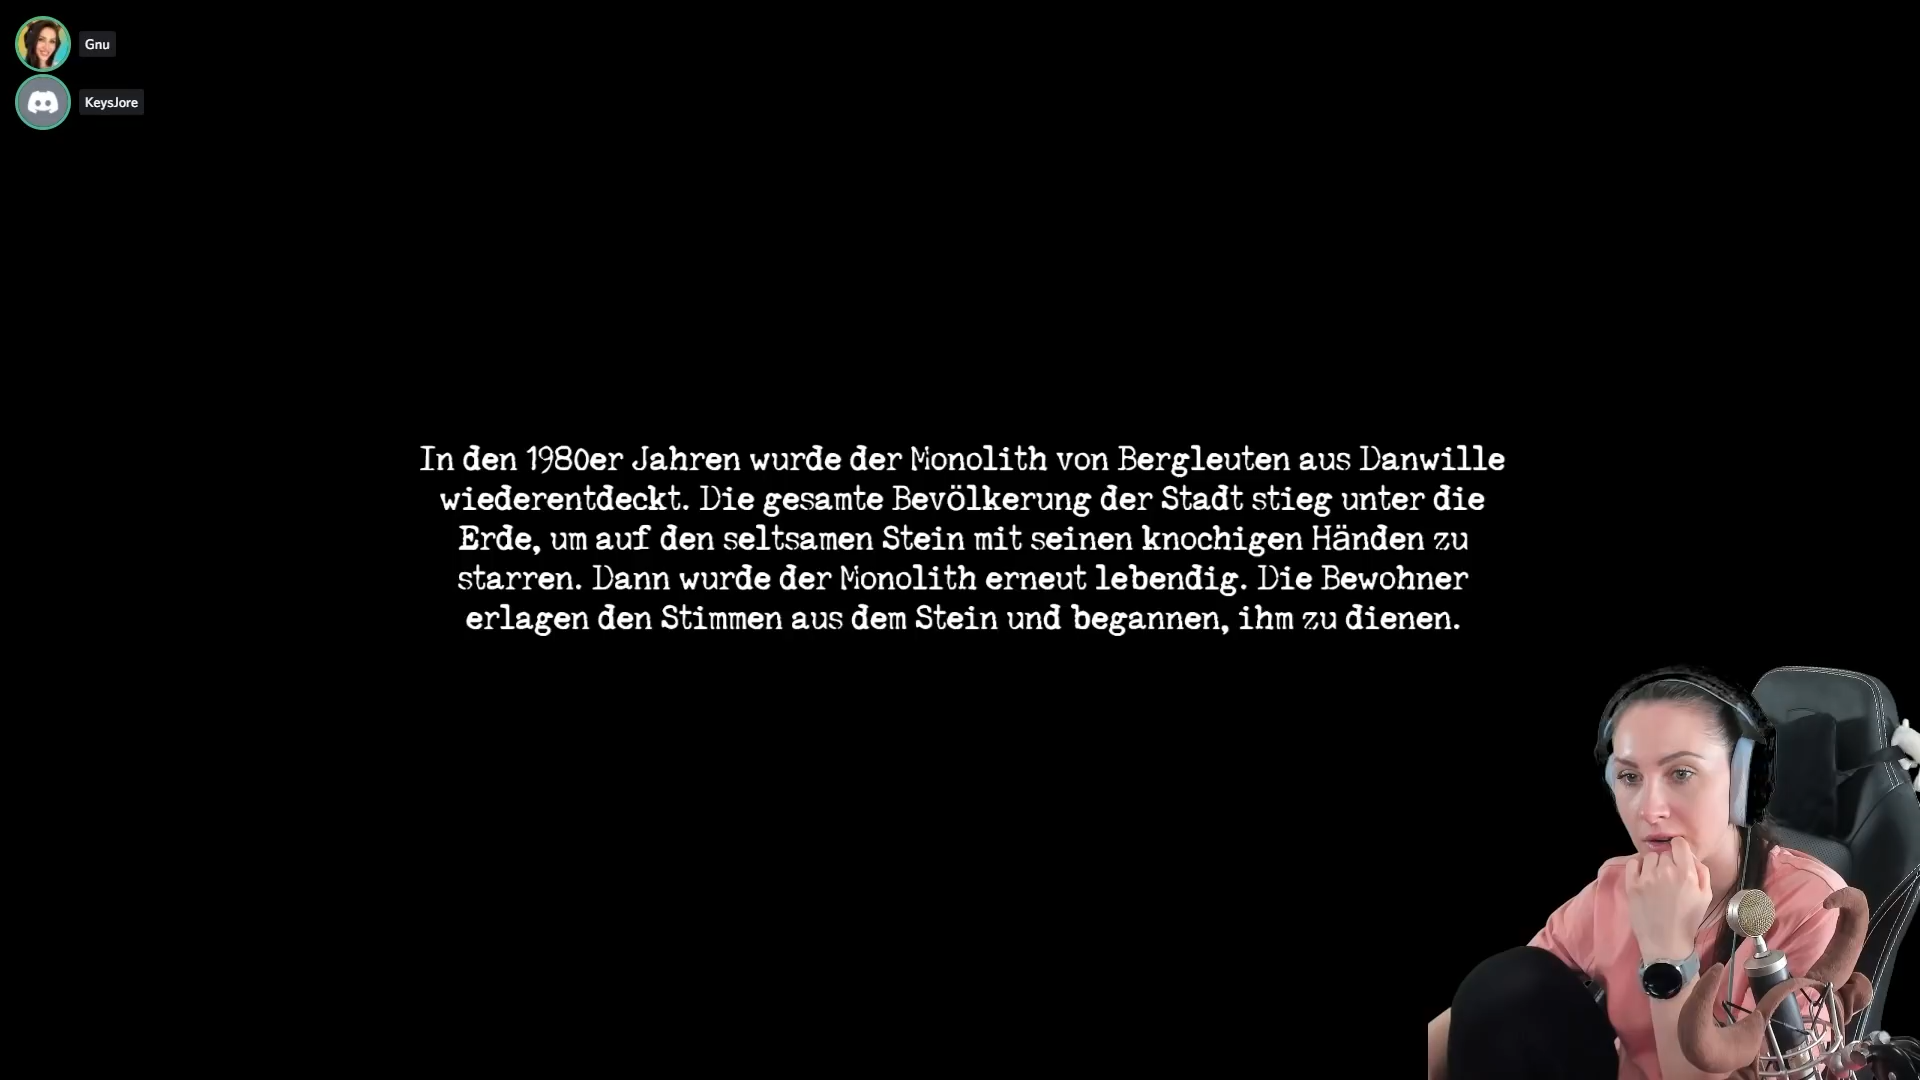 Gnu
KeysJore
In den 1980er Jahren wurde der Monolith von Bergleuten aus Danwille
wiederentdeckt. Die gesamte Bevölkerung der Stadt stieg unter die
Erde, um auf den seltsamen Stein mit seinen knochigen Händen zu
starren. Dann wurde der Monolith erneut lebendig. Die Bewohner
erlagen den Stimmen aus dem Stein und begannen, ihm zu dienen.